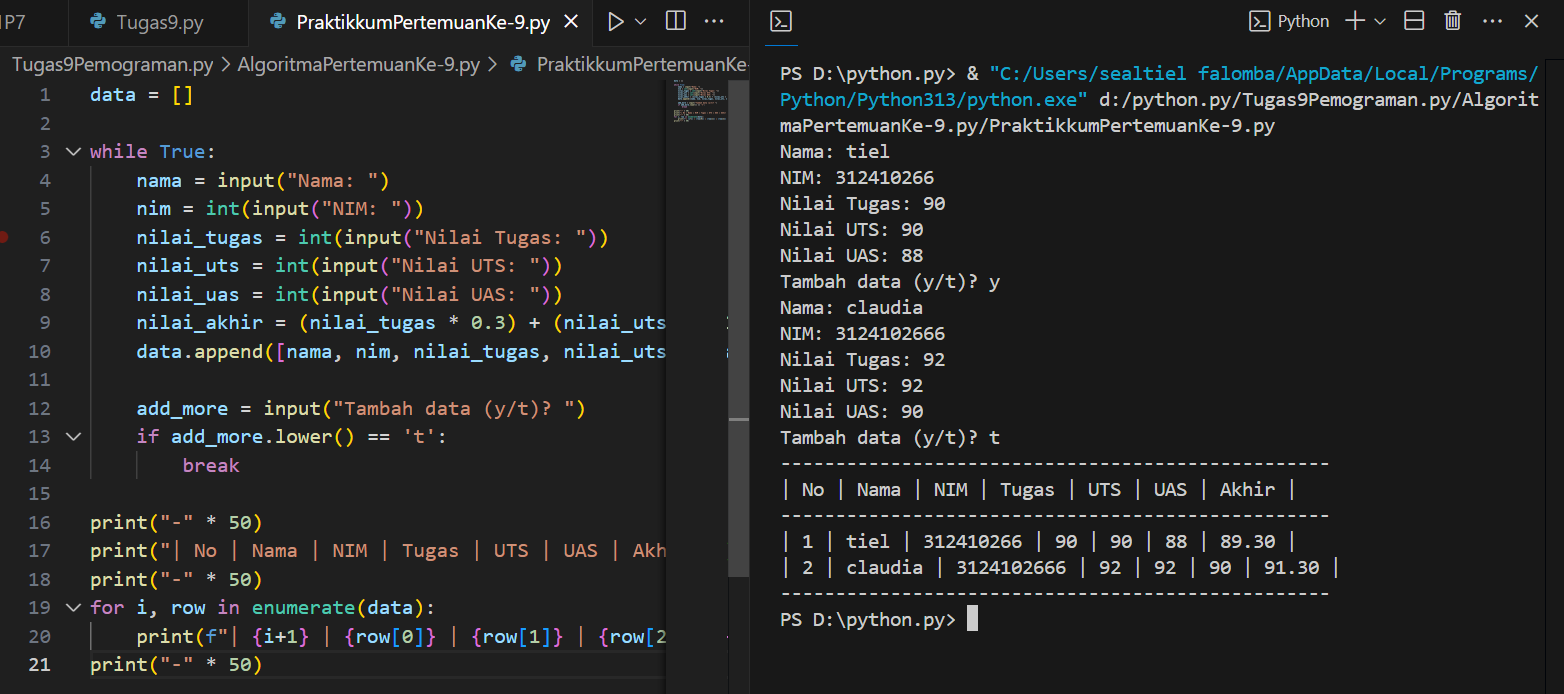 P7
Tugas9.py
PraktikkumPertemuanKe-9.py
Tugas9Pemograman.py > AlgoritmaPertemuanKe-9.py > PraktikkumPertemuanKe-
1 data = []
2
3 while True:
4 nama = input("Nama: ")
5 nim = int(input("NIM: "))
6 nilai_tugas = int(input("Nilai Tugas: "))
7 nilai_uts = int(input("Nilai UTS: "))
8 nilai_uas = int(input("Nilai UAS: "))
9 nilai_akhir = (nilai_tugas * 0.3) + (nilai_uts
10 data.append([nama, nim, nilai_tugas, nilai_uts
11
12 add_more = input("Tambah data (y/t)? ")
13 if add_more.lower() == 't':
14 break
15
16 print("-" * 50)
17 print("| No | Nama | NIM | Tugas | UTS | UAS | Akh
18 print("-" * 50)
19 for i, row in enumerate(data):
20 print(f"| {i+1} | {row[0]} | {row[1]} | {row[2
21 print("-" * 50)
Python
PS D:\python.py> & "C:/Users/sealtiel falomba/AppData/Local/Programs/
Python/Python313/python.exe" d:/python.py/Tugas9Pemograman.py/Algorit
maPertemuanKe-9.py/PraktikkumPertemuanKe-9.py
Nama: tiel
NIM: 312410266
Nilai Tugas: 90
Nilai UTS: 90
Nilai UAS: 88
Tambah data (y/t)? y
Nama: claudia
NIM: 3124102666
Nilai Tugas: 92
Nilai UTS: 92
Nilai UAS: 90
Tambah data (y/t)? t
--------------------------------------------------
| No | Nama | NIM | Tugas | UTS | UAS | Akhir |
--------------------------------------------------
| 1 | tiel | 312410266 | 90 | 90 | 88 | 89.30 |
| 2 | claudia | 3124102666 | 92 | 92 | 90 | 91.30 |
--------------------------------------------------
PS D:\python.py>